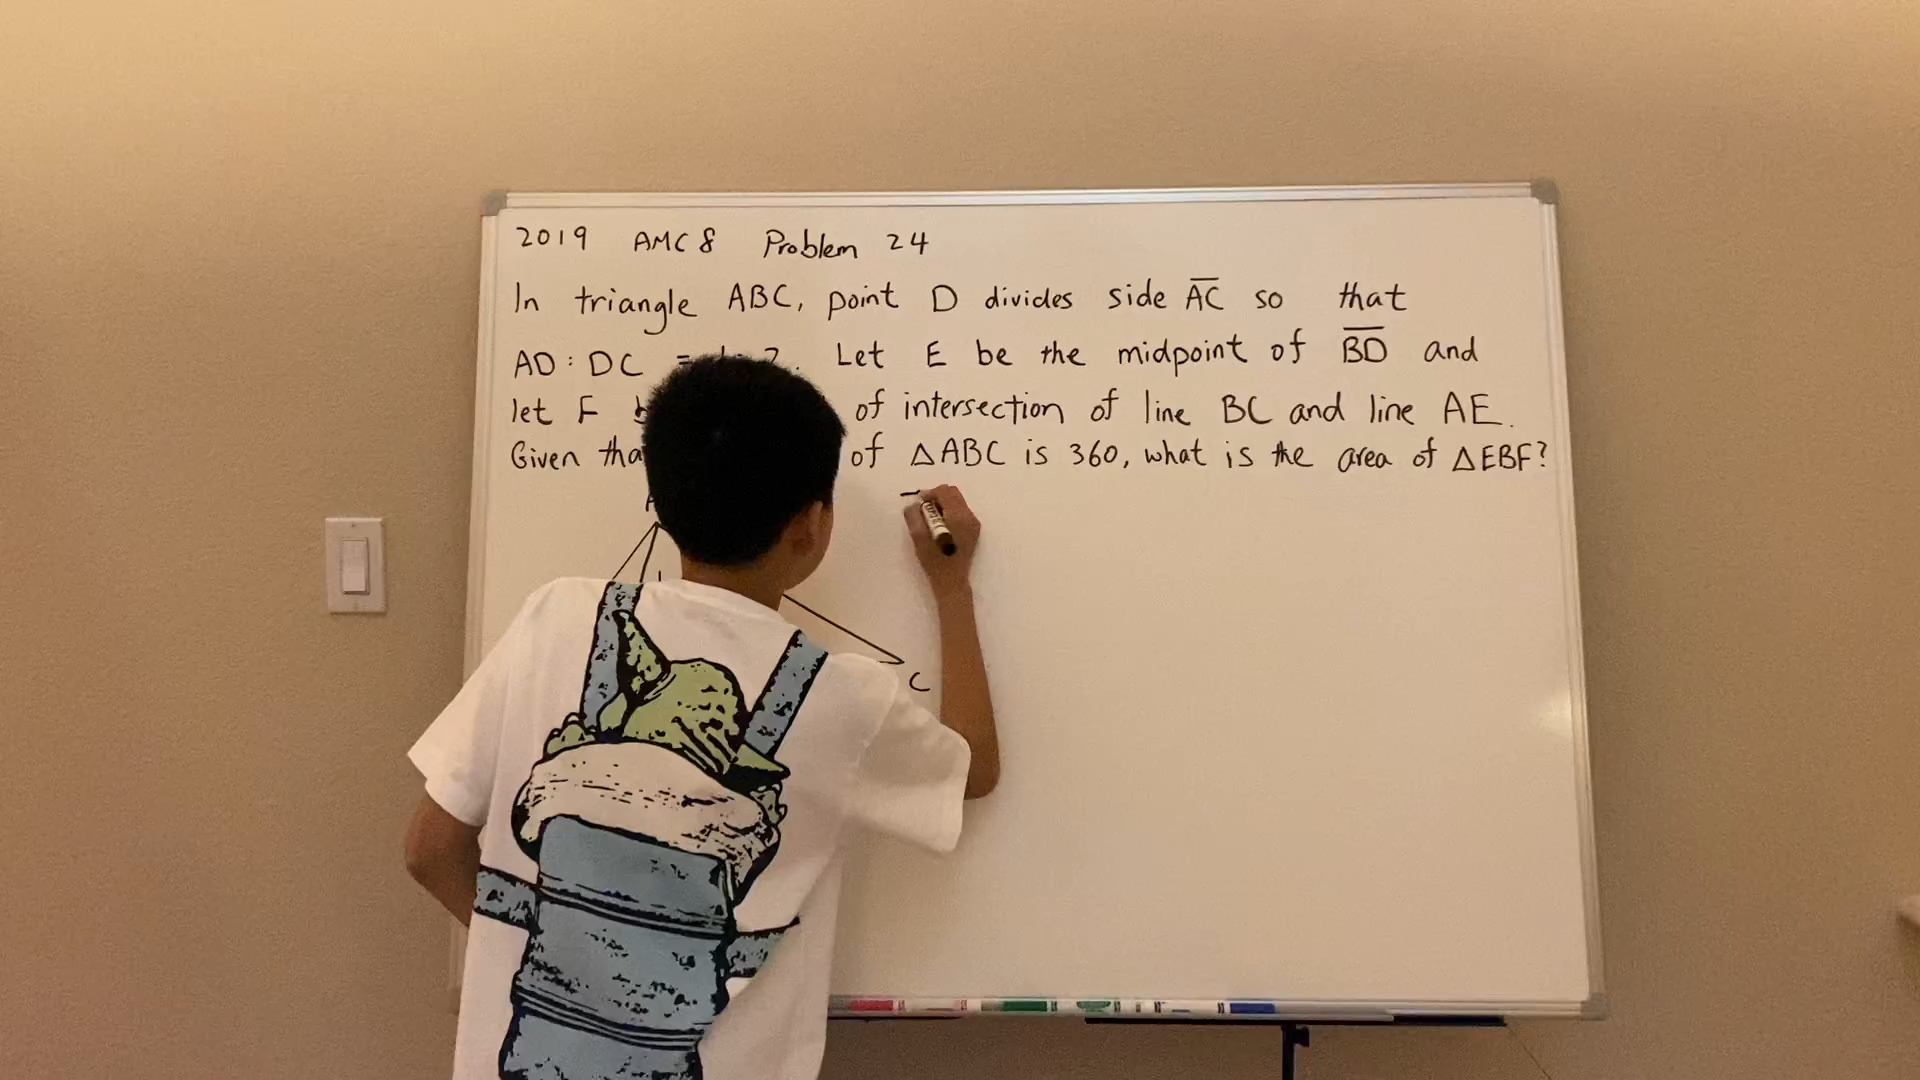 2019 AMC 8 Problem 24
In triangle ABC, point D divides side AC so that
AD : DC = 2. Let E be the midpoint of BD and
let F of intersection of line BC and line AE.
Given of △ABC is 360, what is the area of △EBF?
C